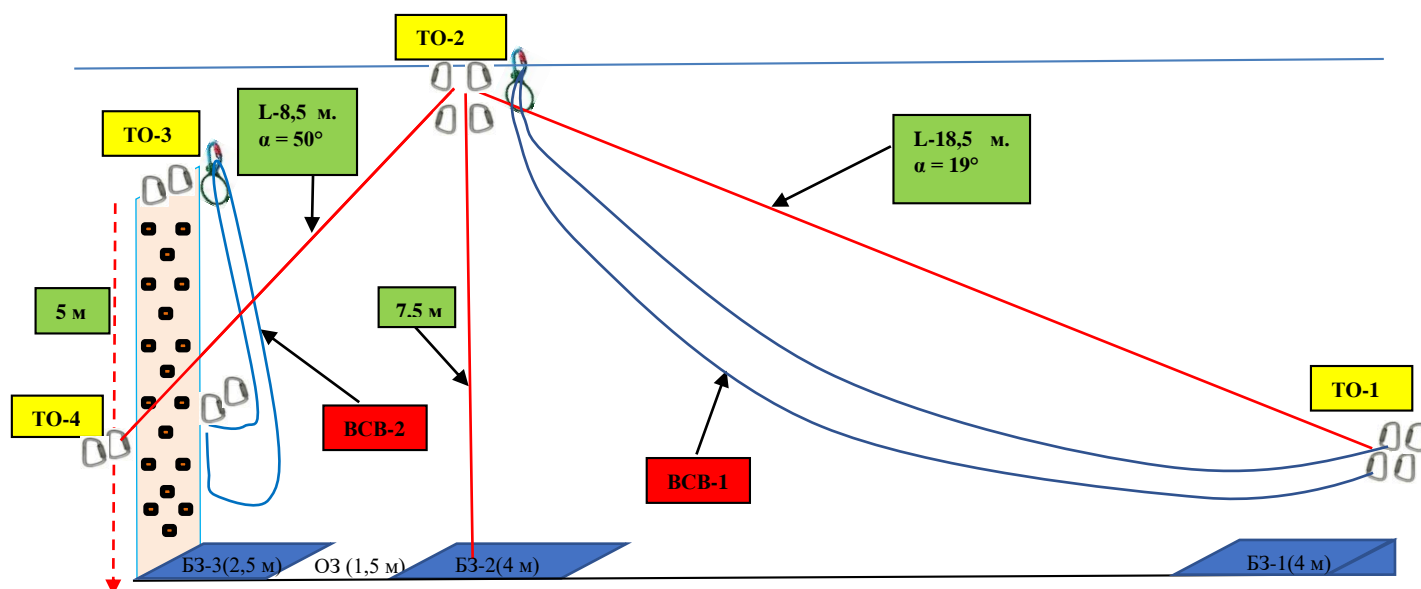 ТО-2
L-8,5 м.
α = 50°
ТО-3
L-18,5 м.
α = 19°
5 м
7.5 м
ТО-1
ТО-4
ВСВ-2
ВСВ-1
БЗ-3(2,5 м)
ОЗ (1,5 м)
БЗ-2(4 м)
БЗ-1(4 м)